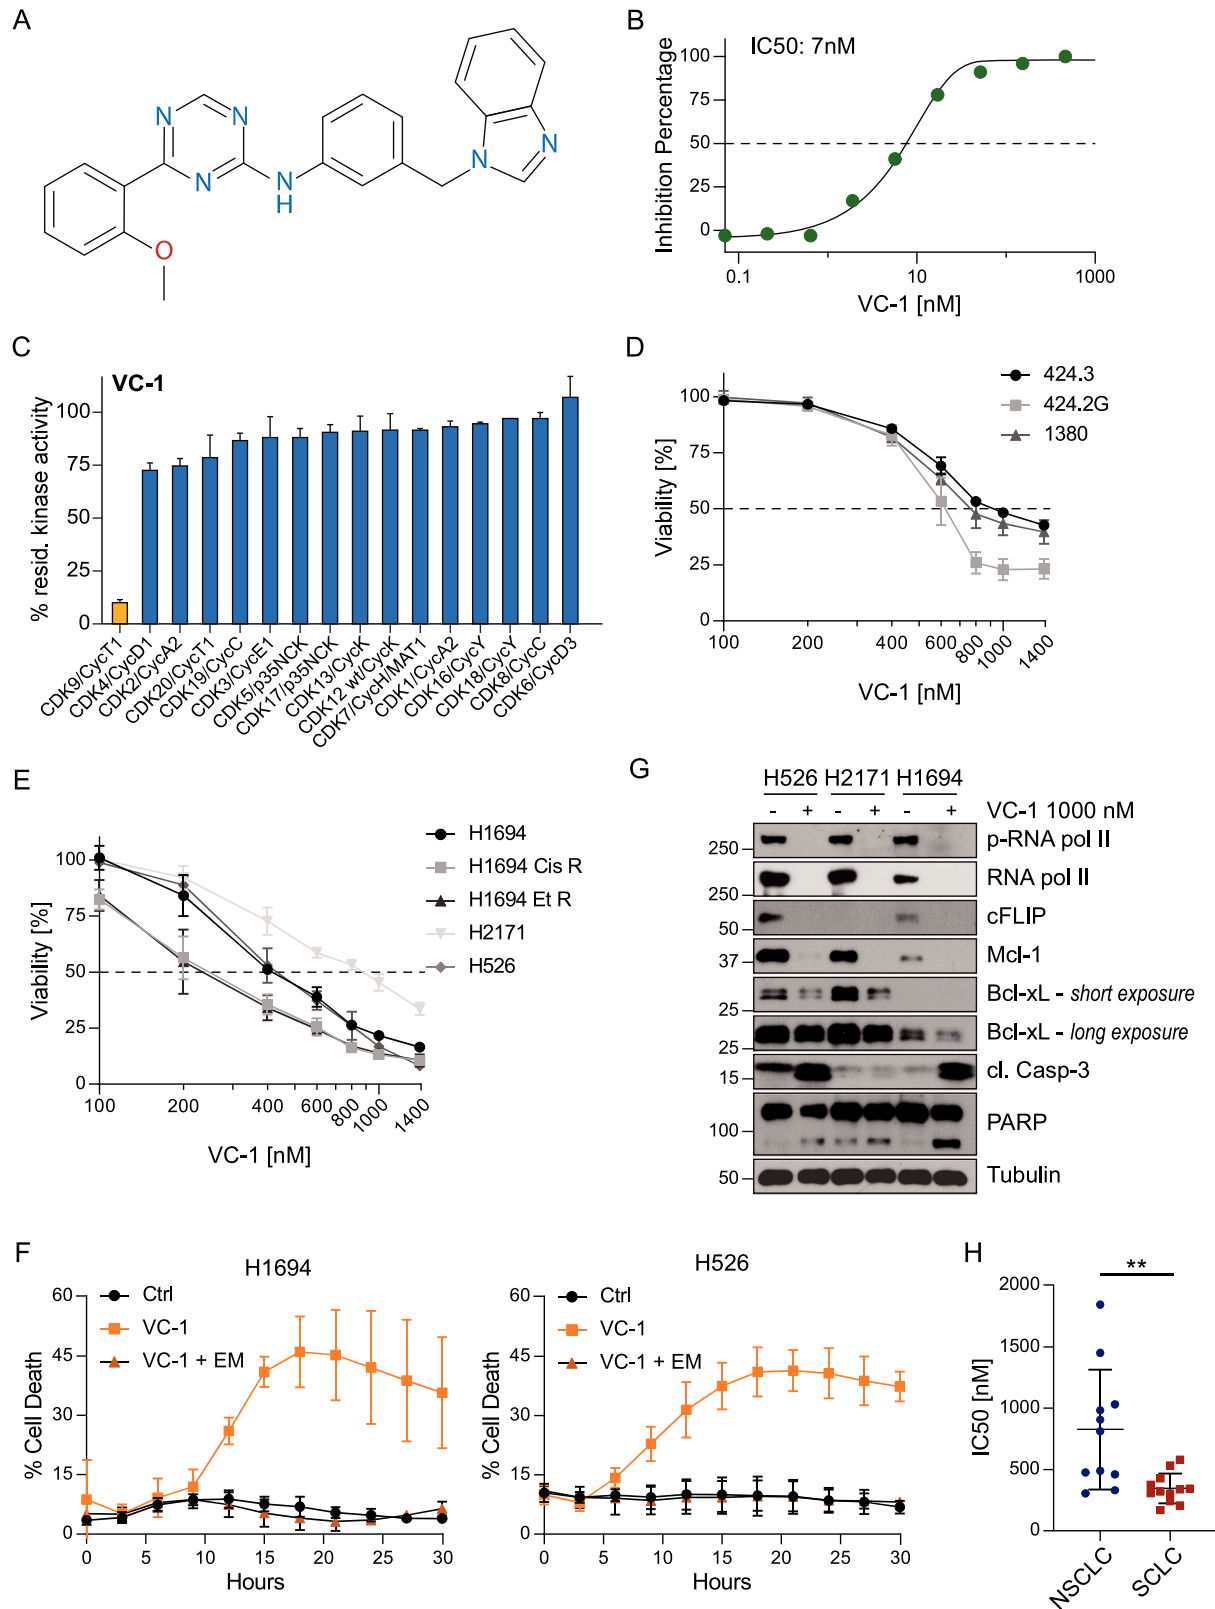 A
N
N
N
N
H
O
N
N
B
IC50: 7nM
Inhibition Percentage
100
75
50
25
0
0.1
10
1000
VC-1 [nM]
C
VC-1
% resid. kinase activity
100
75
50
25
0
CDK9/CycT1
CDK4/CycD1
CDK2/CycA2
CDK20/CycT1
CDK19/CycC
CDK3/CycE1
CDK5/p35NCK
CDK17/p35NCK
CDK13/CycK
CDK12 wt/CycK
CDK7/CycH/MAT1
CDK1/CycA2
CDK16/CycY
CDK18/CycY
CDK8/CycC
CDK6/CycD3
D
424.3
424.2G
1380
Viability [%]
100
75
50
25
0
100
200
400
600
800
1000
1400
VC-1 [nM]
E
H1694
H1694 Cis R
H1694 Et R
H2171
H526
Viability [%]
100
75
50
25
0
100
200
400
600
800
1000
1400
VC-1 [nM]
G
H526 H2171 H1694
- + - + - +
VC-1 1000 nM
250 p-RNA pol II
250 RNA pol II
50 cFLIP
37 Mcl-1
25 Bcl-xL - short exposure
25 Bcl-xL - long exposure
15 cl. Casp-3
100 PARP
50 Tubulin
F
H1694
Ctrl
VC-1
VC-1 + EM
% Cell Death
60
45
30
15
0
0 5 10 15 20 25 30
Hours
H526
Ctrl
VC-1
VC-1 + EM
% Cell Death
60
45
30
15
0
0 5 10 15 20 25 30
Hours
H
**
IC50 [nM]
2000
1500
1000
500
0
NSCLC
SCLC